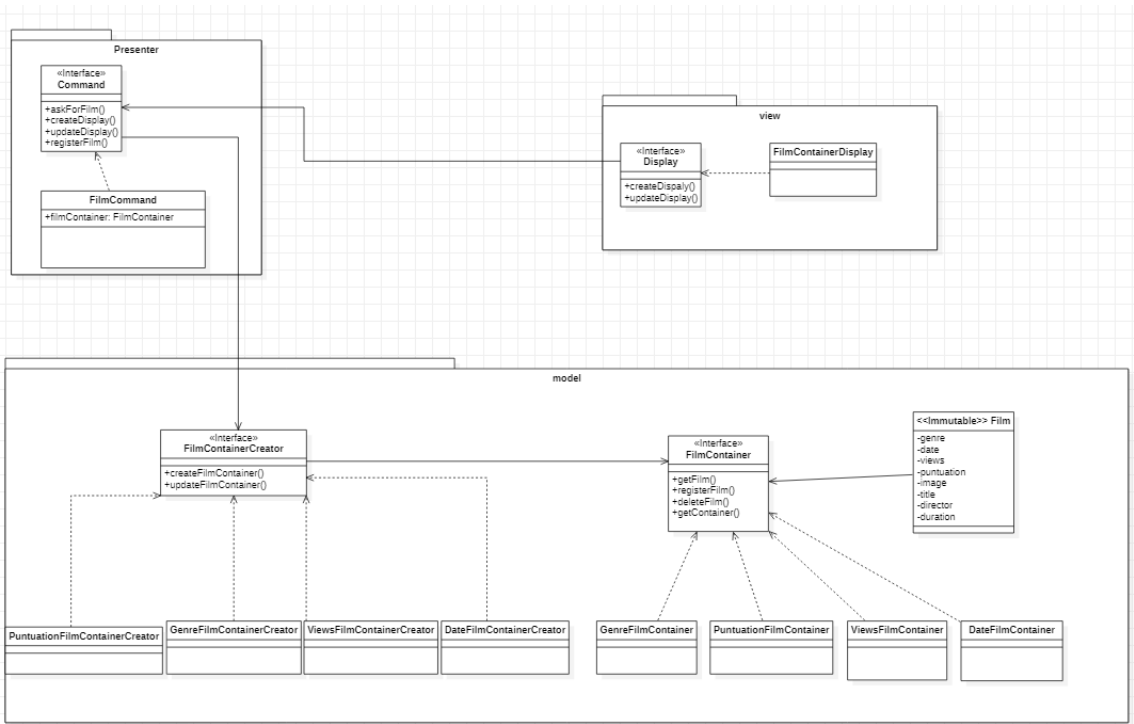 Presenter
«Interface»
Command
+askForFilm()
+createDisplay()
+updateDisplay()
+registerFilm()
FilmCommand
+filmContainer: FilmContainer
view
«Interface»
Display
+createDispaly()
+updateDisplay()
FilmContainerDisplay
model
«Interface»
FilmContainerCreator
+createFilmContainer()
+updateFilmContainer()
«Interface»
FilmContainer
+getFilm()
+registerFilm()
+deleteFilm()
+getContainer()
<<Immutable>> Film
-genre
-date
-views
-puntuation
-image
-title
-director
-duration
PuntuationFilmContainerCreator
GenreFilmContainerCreator
ViewsFilmContainerCreator
DateFilmContainerCreator
GenreFilmContainer
PuntuationFilmContainer
ViewsFilmContainer
DateFilmContainer